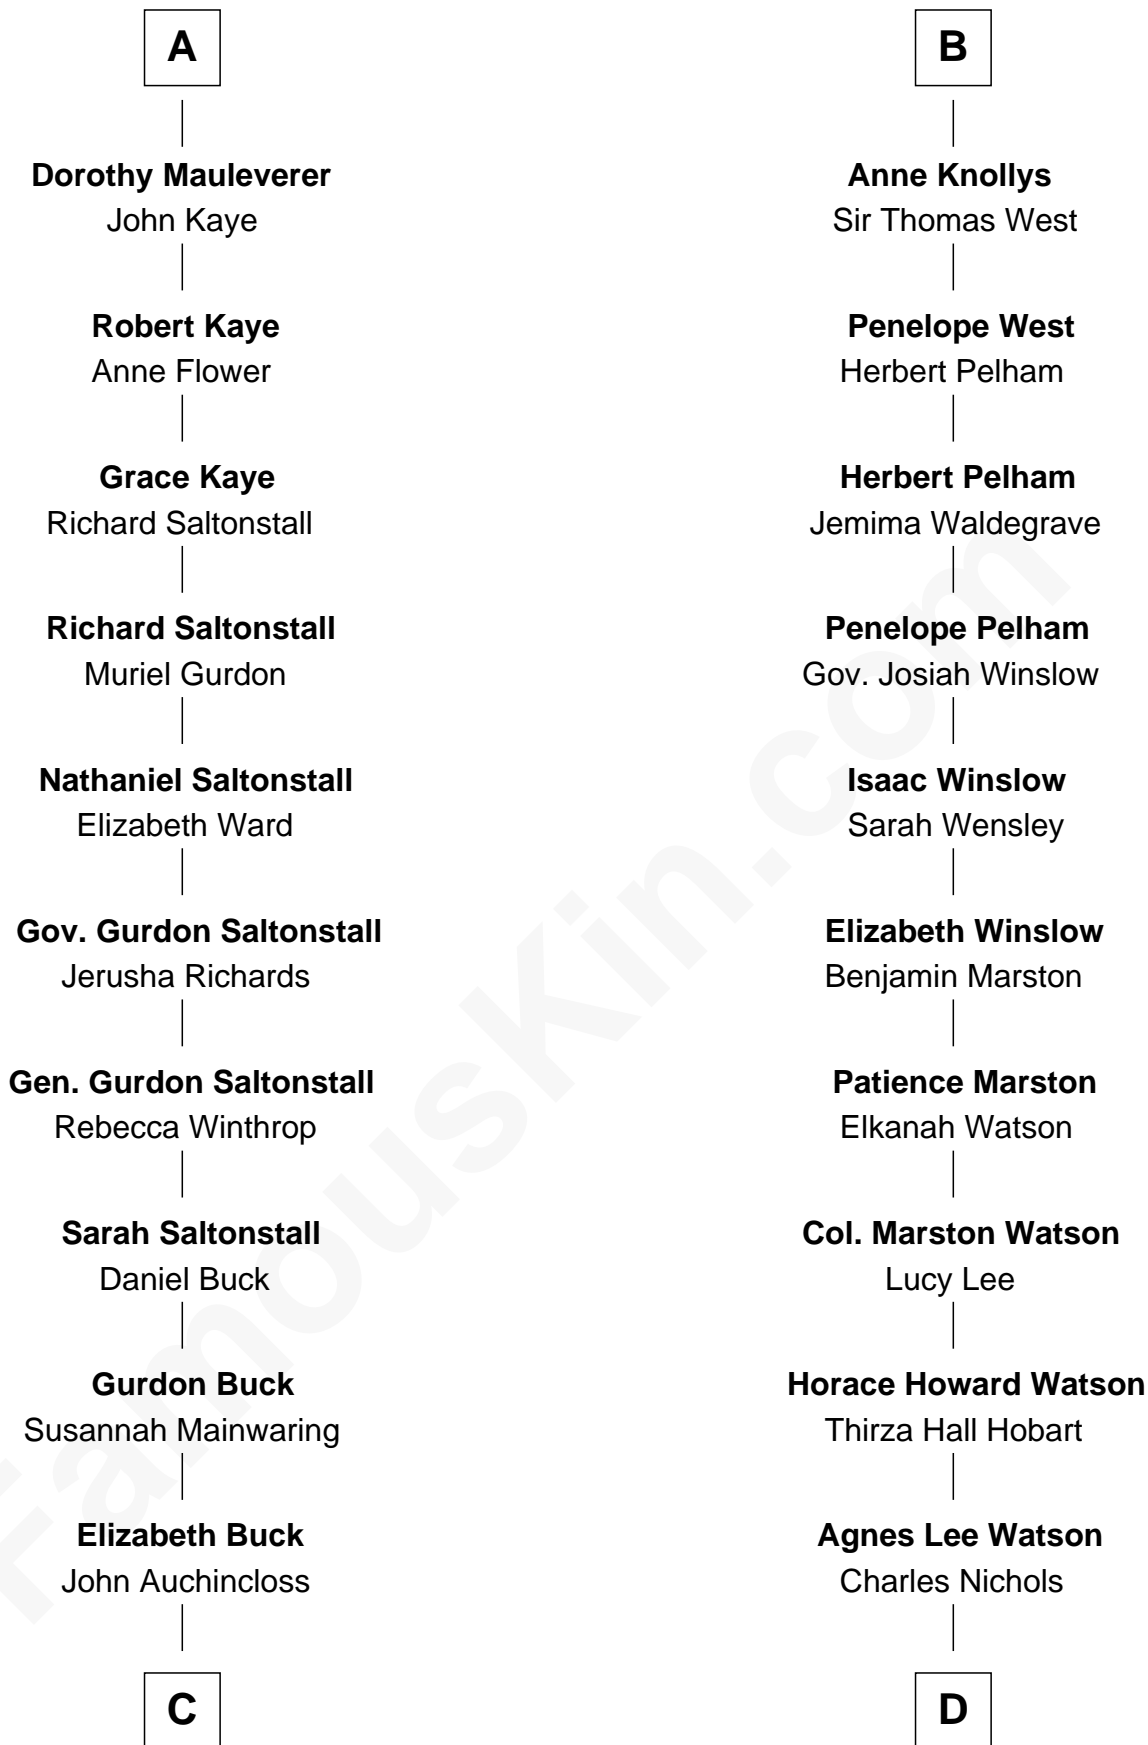 A
Dorothy Mauleverer
John Kaye
Robert Kaye
Anne Flower
Grace Kaye
Richard Saltonstall
Richard Saltonstall
Muriel Gurdon
Nathaniel Saltonstall
Elizabeth Ward
Gov. Gurdon Saltonstall
Jerusha Richards
Gen. Gurdon Saltonstall
Rebecca Winthrop
Sarah Saltonstall
Daniel Buck
Gurdon Buck
Susannah Mainwaring
Elizabeth Buck
John Auchincloss
C
B
Anne Knollys
Sir Thomas West
Penelope West
Herbert Pelham
Herbert Pelham
Jemima Waldegrave
Penelope Pelham
Gov. Josiah Winslow
Isaac Winslow
Sarah Wensley
Elizabeth Winslow
Benjamin Marston
Patience Marston
Elkanah Watson
Col. Marston Watson
Lucy Lee
Horace Howard Watson
Thirza Hall Hobart
Agnes Lee Watson
Charles Nichols
D
FamousKin.com